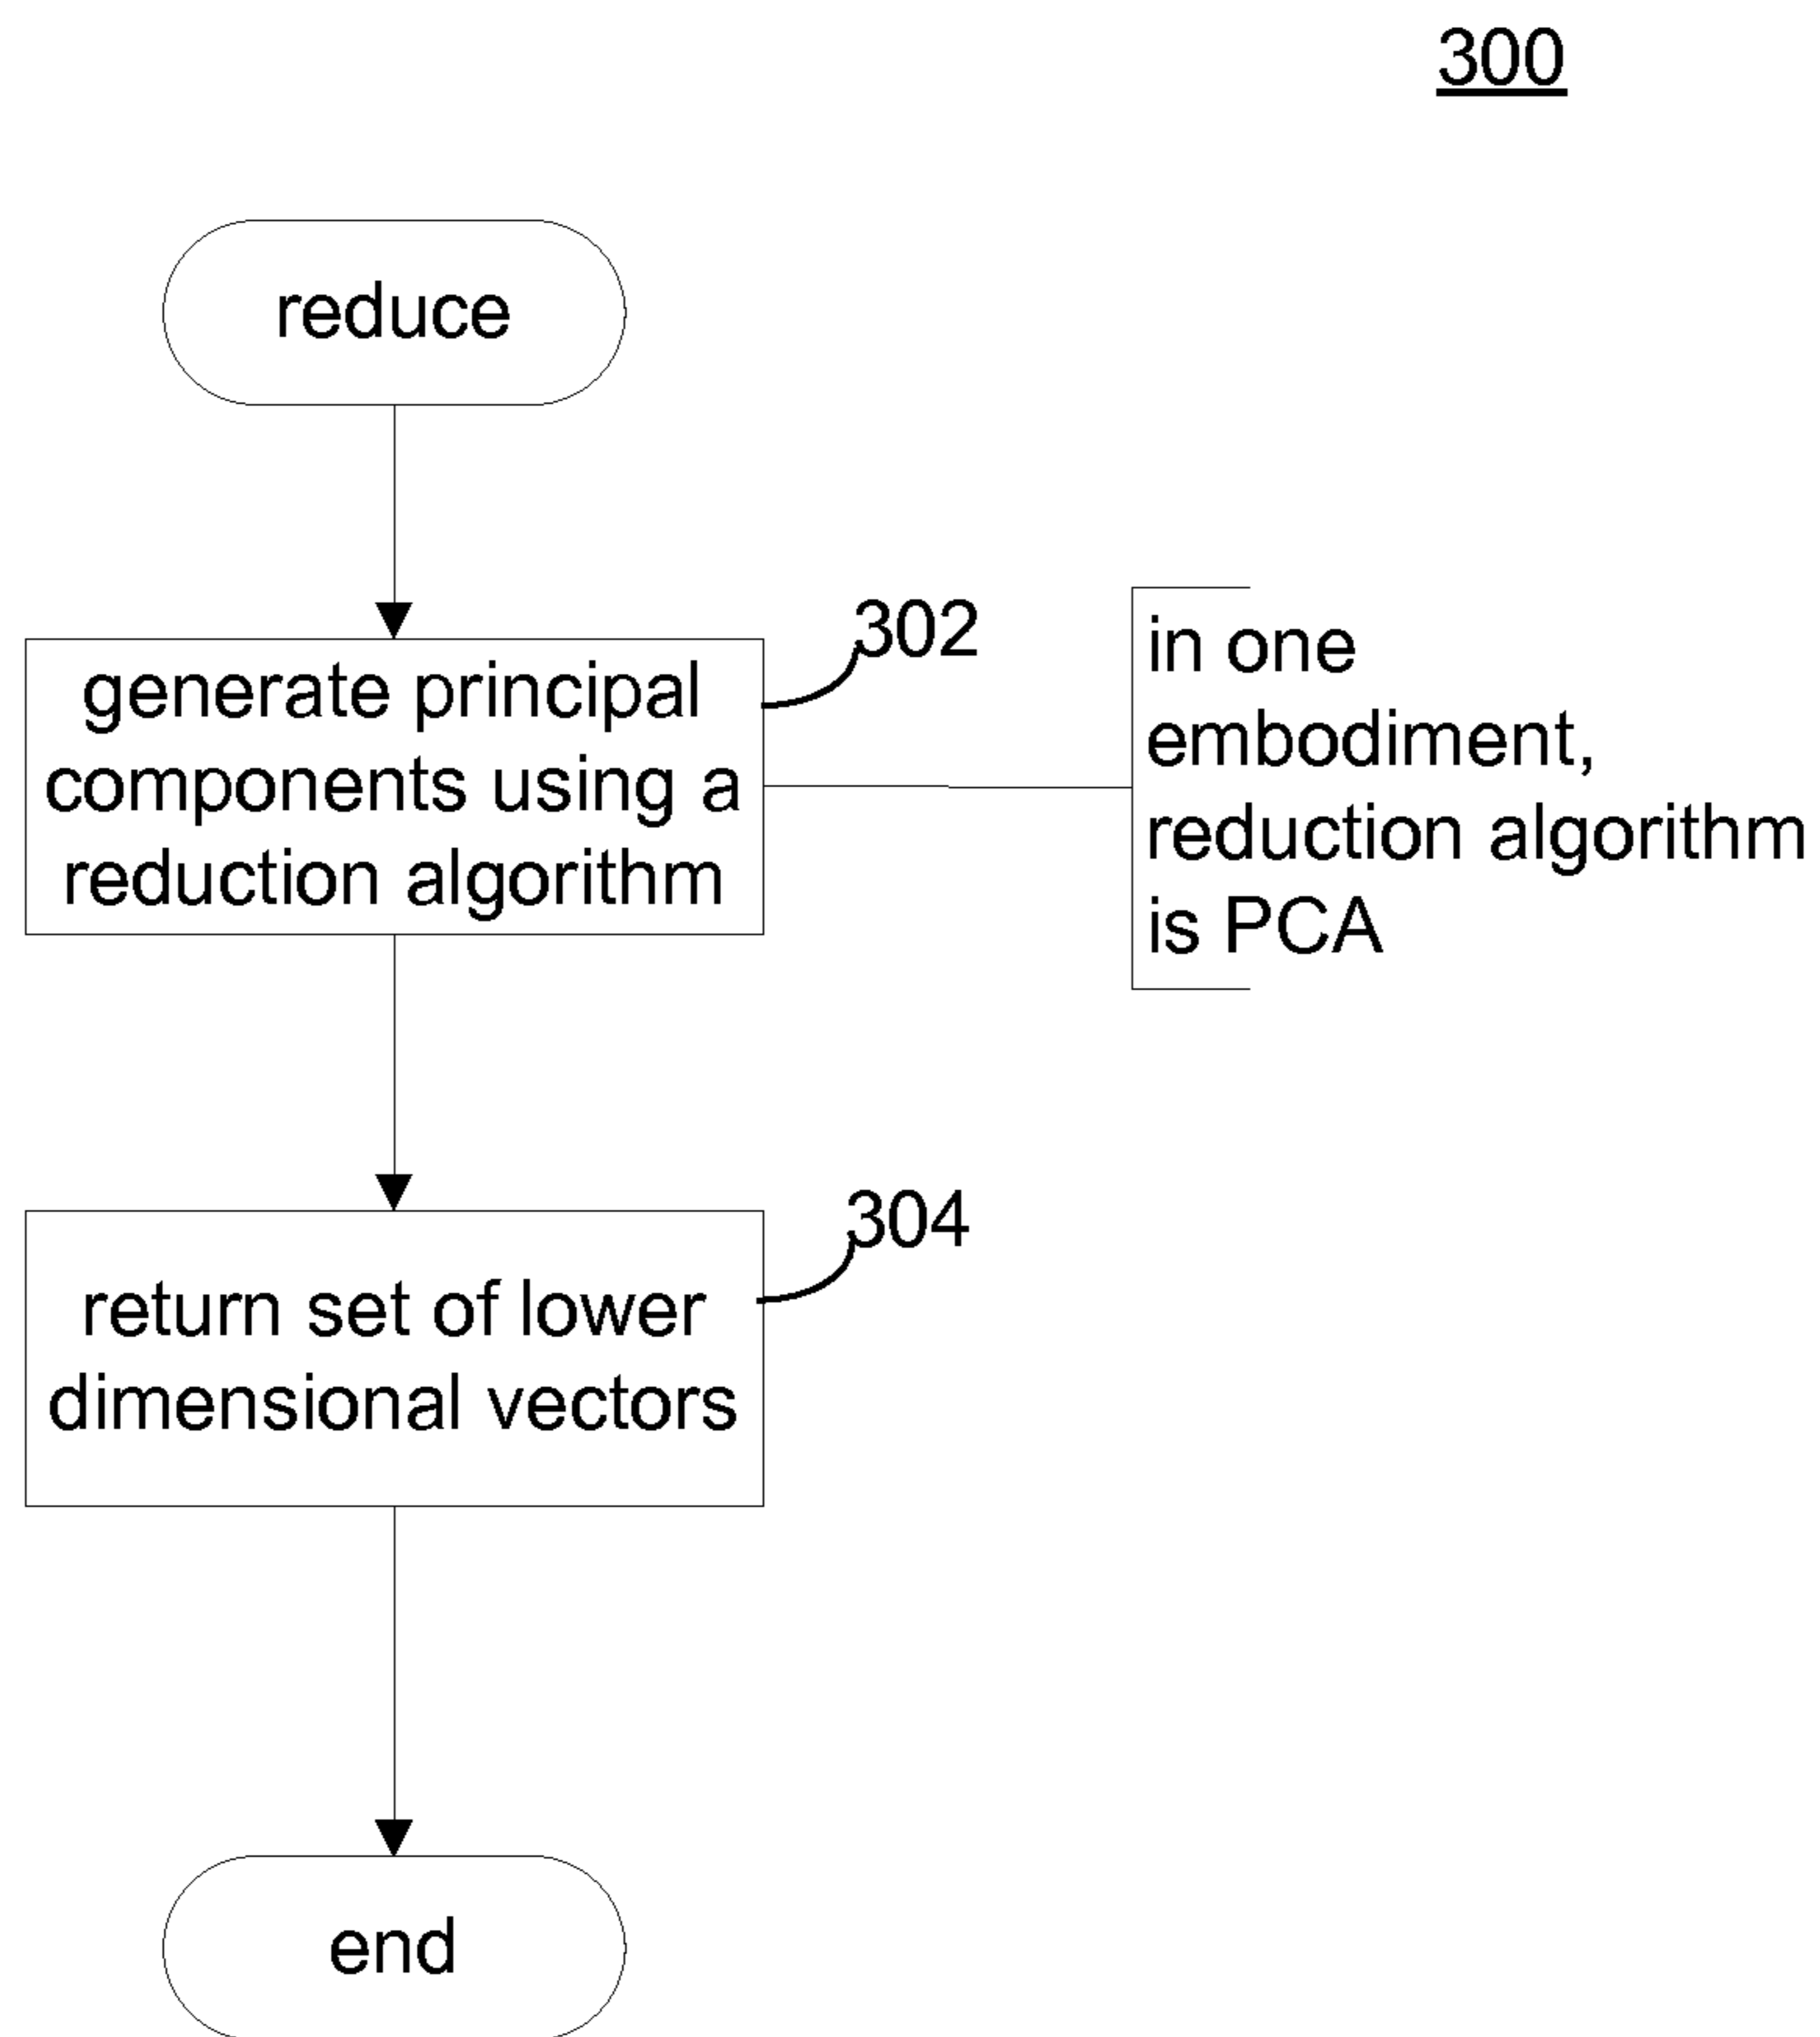 300
reduce
302
generate principal
components using a
reduction algorithm
in one
embodiment,
reduction algorithm
is PCA
304
return set of lower
dimensional vectors
end